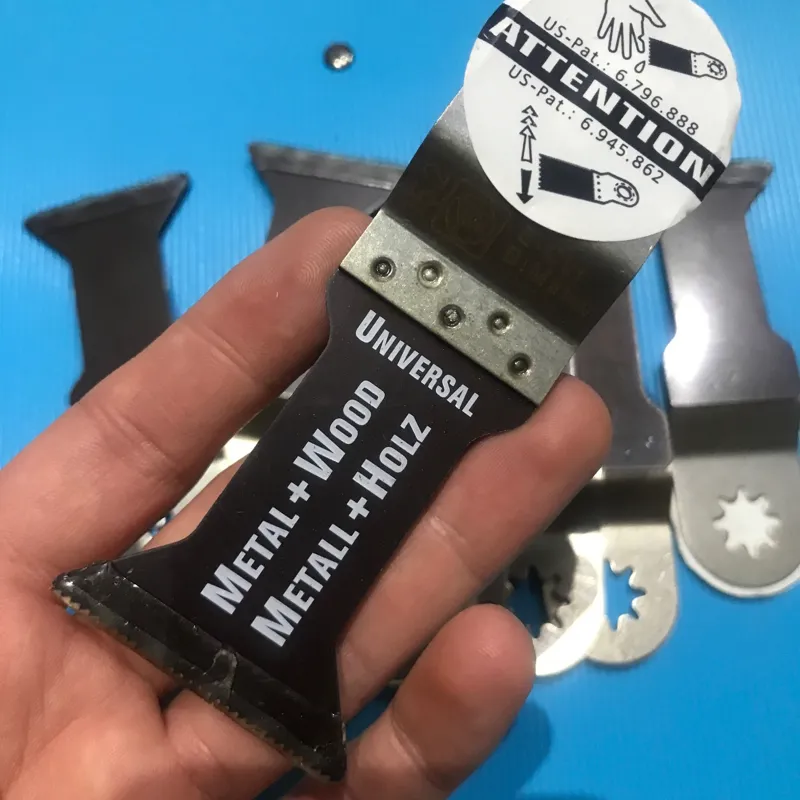 US-Pat.: 6.796.888
ATTENTION
US-Pat.: 6.945.862
UNIVERSAL
METAL + WOOD
METALL + HOLZ